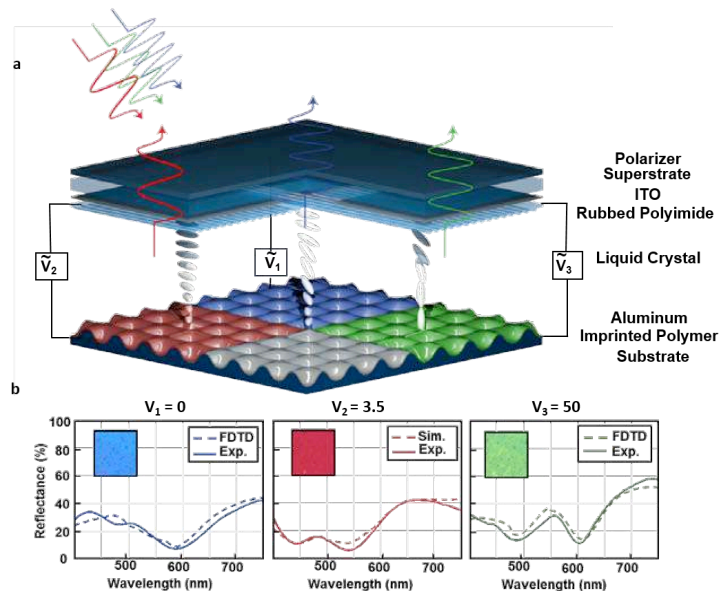 a
Polarizer
Superstrate
ITO
Rubbed Polyimide
Ṽ2
Ṽ1
Ṽ3
Liquid Crystal
Aluminum
Imprinted Polymer
Substrate
b
V1 = 0
V2 = 3.5
V3 = 50
Reflectance (%)
100
80
60
40
20
0
FDTD
Exp.
Sim.
Exp.
FDTD
Exp.
500 600 700
500 600 700
500 600 700
Wavelength (nm)
Wavelength (nm)
Wavelength (nm)